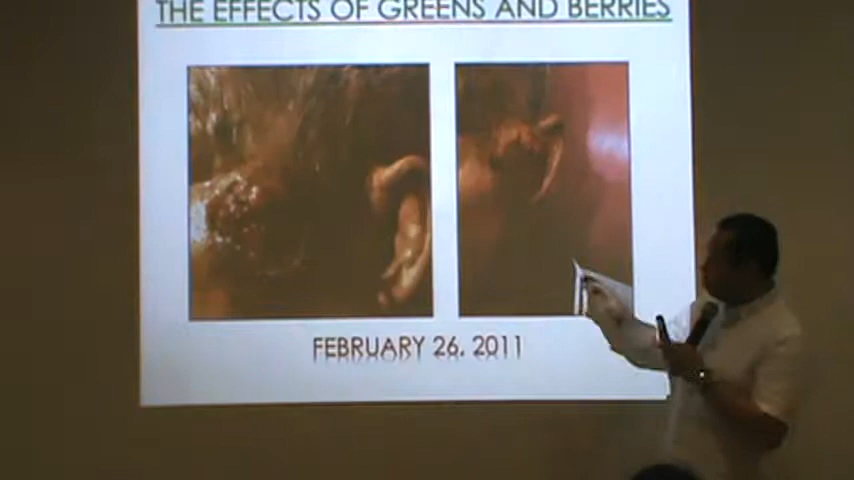 THE EFFECTS OF GREENS AND BERRIES
FEBRUARY 26, 2011